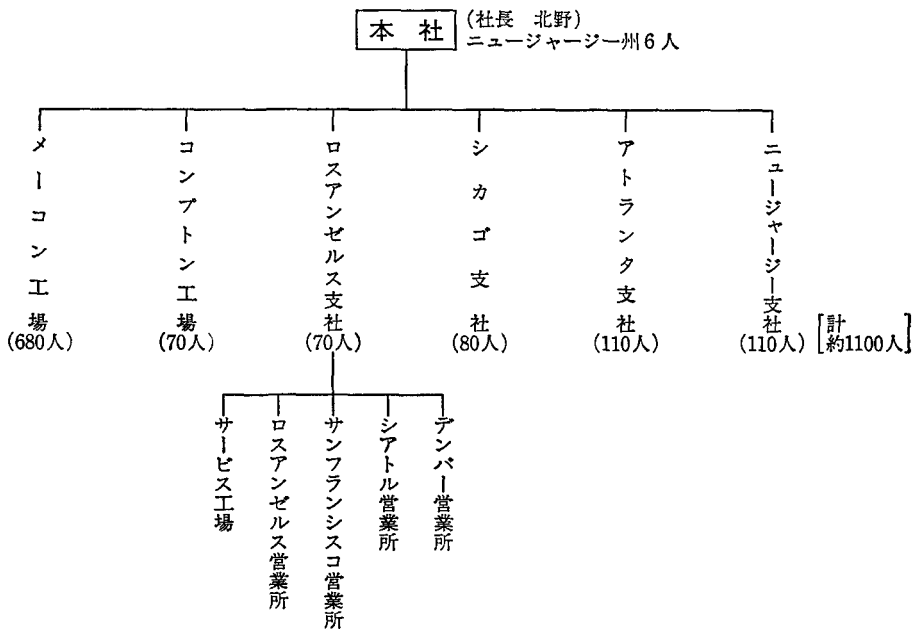 本社
(社長 北野)
ニュージャージー州6人
メーコン工場
(680人)
コンプトン工場
(70人)
ロスアンゼルス支社
(70人)
シカゴ支社
(80人)
アトランタ支社
(110人)
ニュージャージー支社
(110人)
[計
約1100人]
サービス工場
ロスアンゼルス営業所
サンフランシスコ営業所
シアトル営業所
デンバー営業所